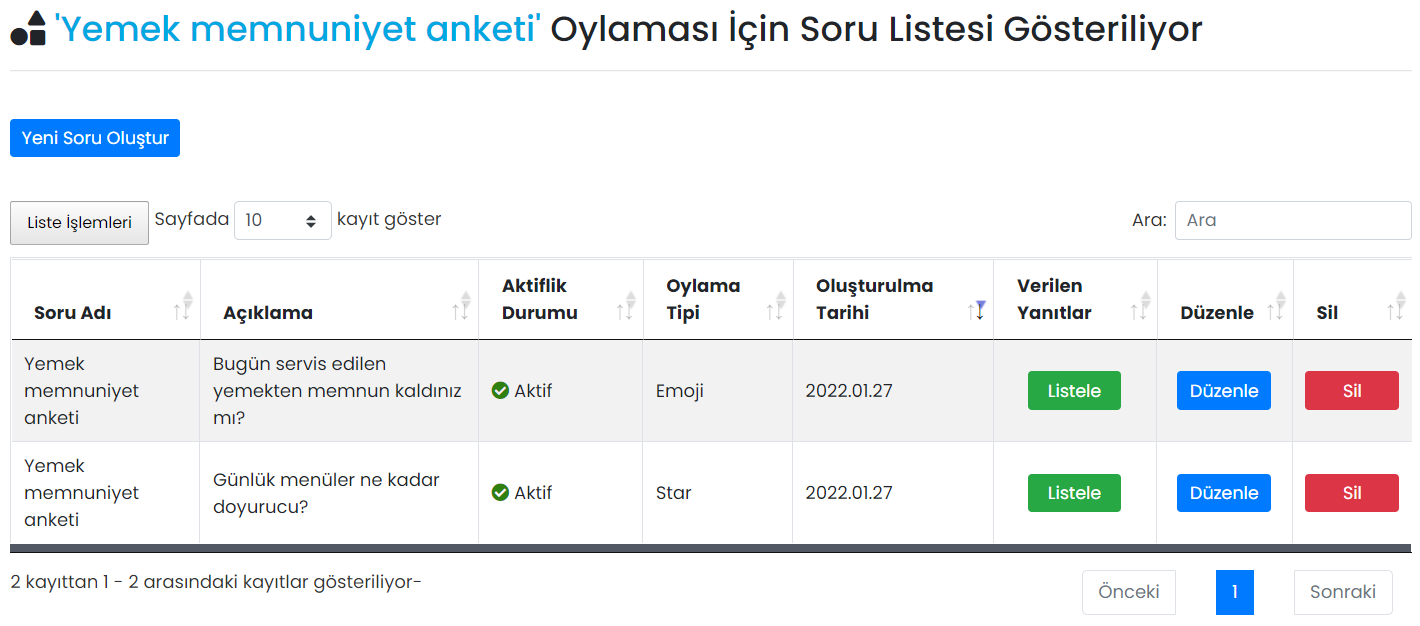 'Yemek memnuniyet anketi' Oylaması İçin Soru Listesi Gösteriliyor
Yeni Soru Oluştur
Liste İşlemleri Sayfada 10 kayıt göster Ara: Ara
Soru Adı Açıklama Aktiflik Durumu Oylama Tipi Oluşturulma Tarihi Verilen Yanıtlar Düzenle Sil
Yemek
memnuniyet
anketi
Bugün servis edilen
yemekten memnun kaldınız
mı?
Aktif Emoji 2022.01.27 Listele Düzenle Sil
Yemek
memnuniyet
anketi
Günlük menüler ne kadar
doyurucu?
Aktif Star 2022.01.27 Listele Düzenle Sil
2 kayıttan 1 - 2 arasındaki kayıtlar gösteriliyor-
Önceki 1 Sonraki